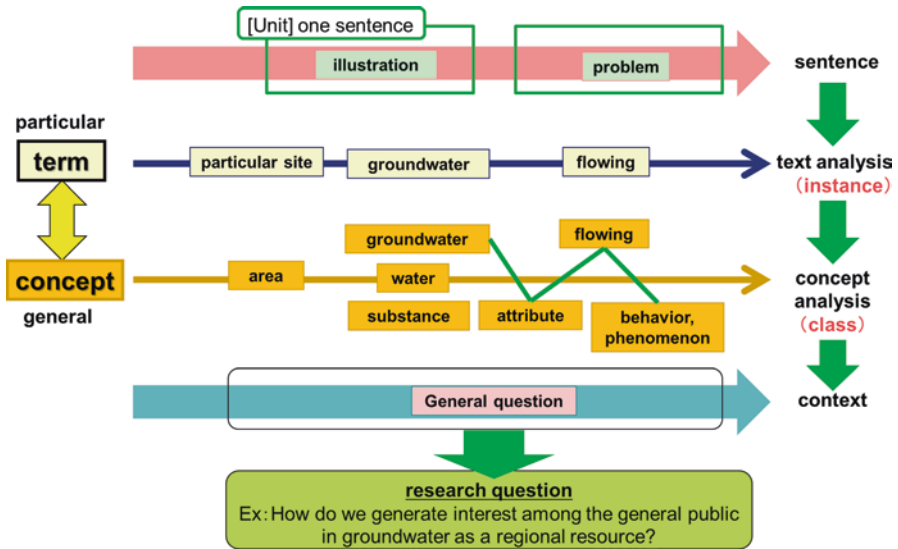 [Unit] one sentence
illustration
problem
sentence
particular
term
particular site
groundwater
flowing
text analysis
(instance)
groundwater
flowing
concept
area
water
concept
analysis
general
substance
attribute
behavior,
phenomenon
(class)
General question
context
research question
Ex:How do we generate interest among the general public
in groundwater as a regional resource?